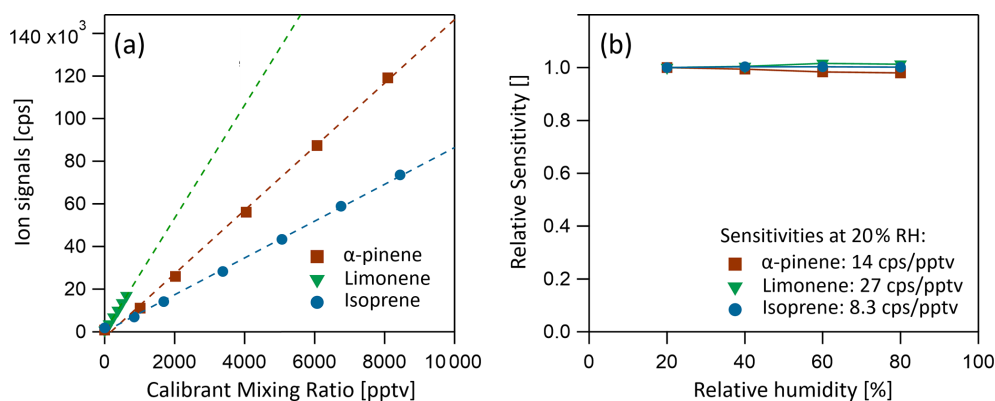 (a)
140 x10³
120
100
80
60
40
20
0
Ion signals [cps]
α-pinene
Limonene
Isoprene
0 2000 4000 6000 8000 10 000
Calibrant Mixing Ratio [pptv]
(b)
1.0
0.8
0.6
0.4
0.2
0.0
Relative Sensitivity []
Sensitivities at 20% RH:
α-pinene: 14 cps/pptv
Limonene: 27 cps/pptv
Isoprene: 8.3 cps/pptv
0 20 40 60 80 100
Relative humidity [%]